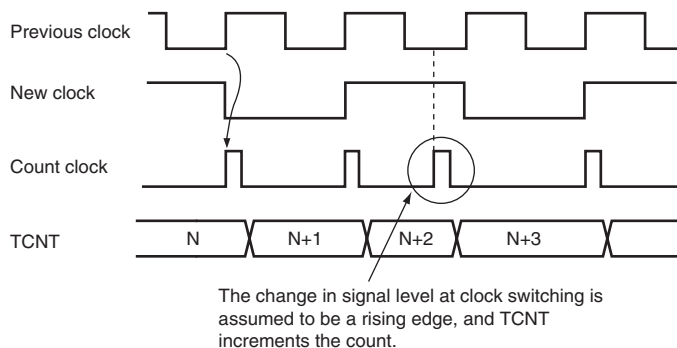 Previous clock
New clock
Count clock
TCNT N N+1 N+2 N+3
The change in signal level at clock switching is
assumed to be a rising edge, and TCNT
increments the count.